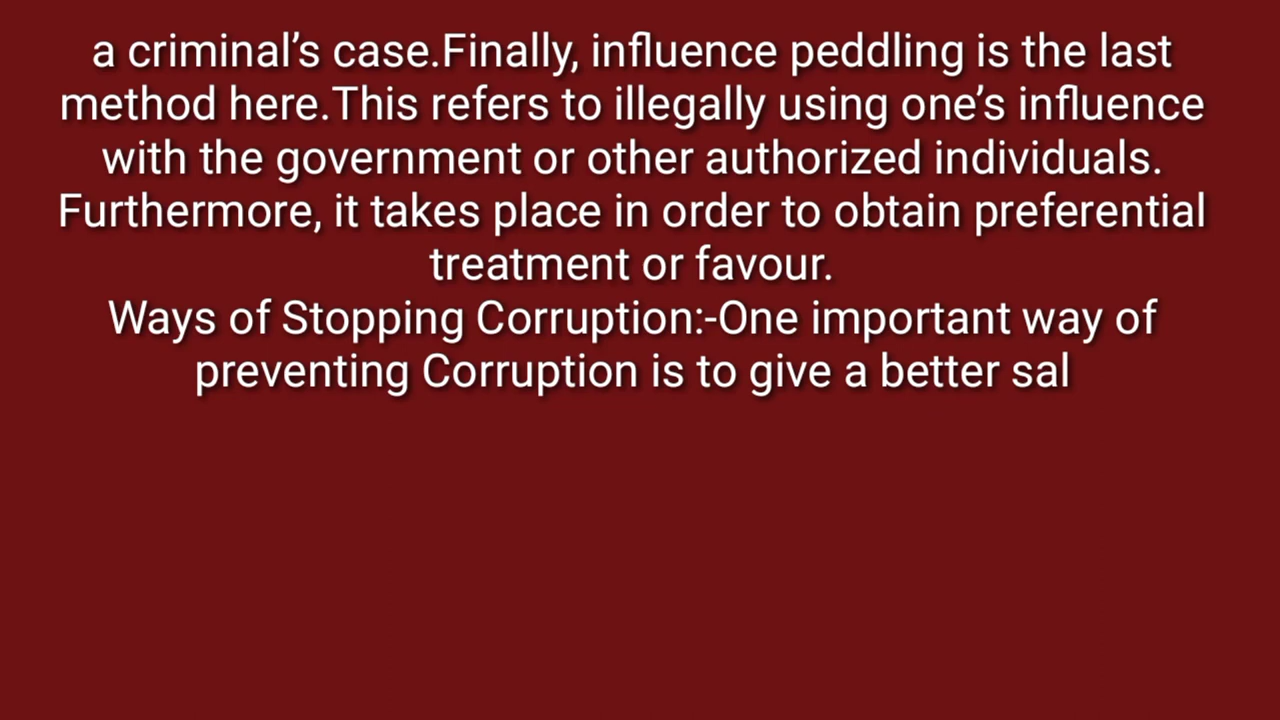 a criminal’s case.Finally, influence peddling is the last
method here.This refers to illegally using one’s influence
with the government or other authorized individuals.
Furthermore, it takes place in order to obtain preferential
treatment or favour.
Ways of Stopping Corruption:-One important way of
preventing Corruption is to give a better sal